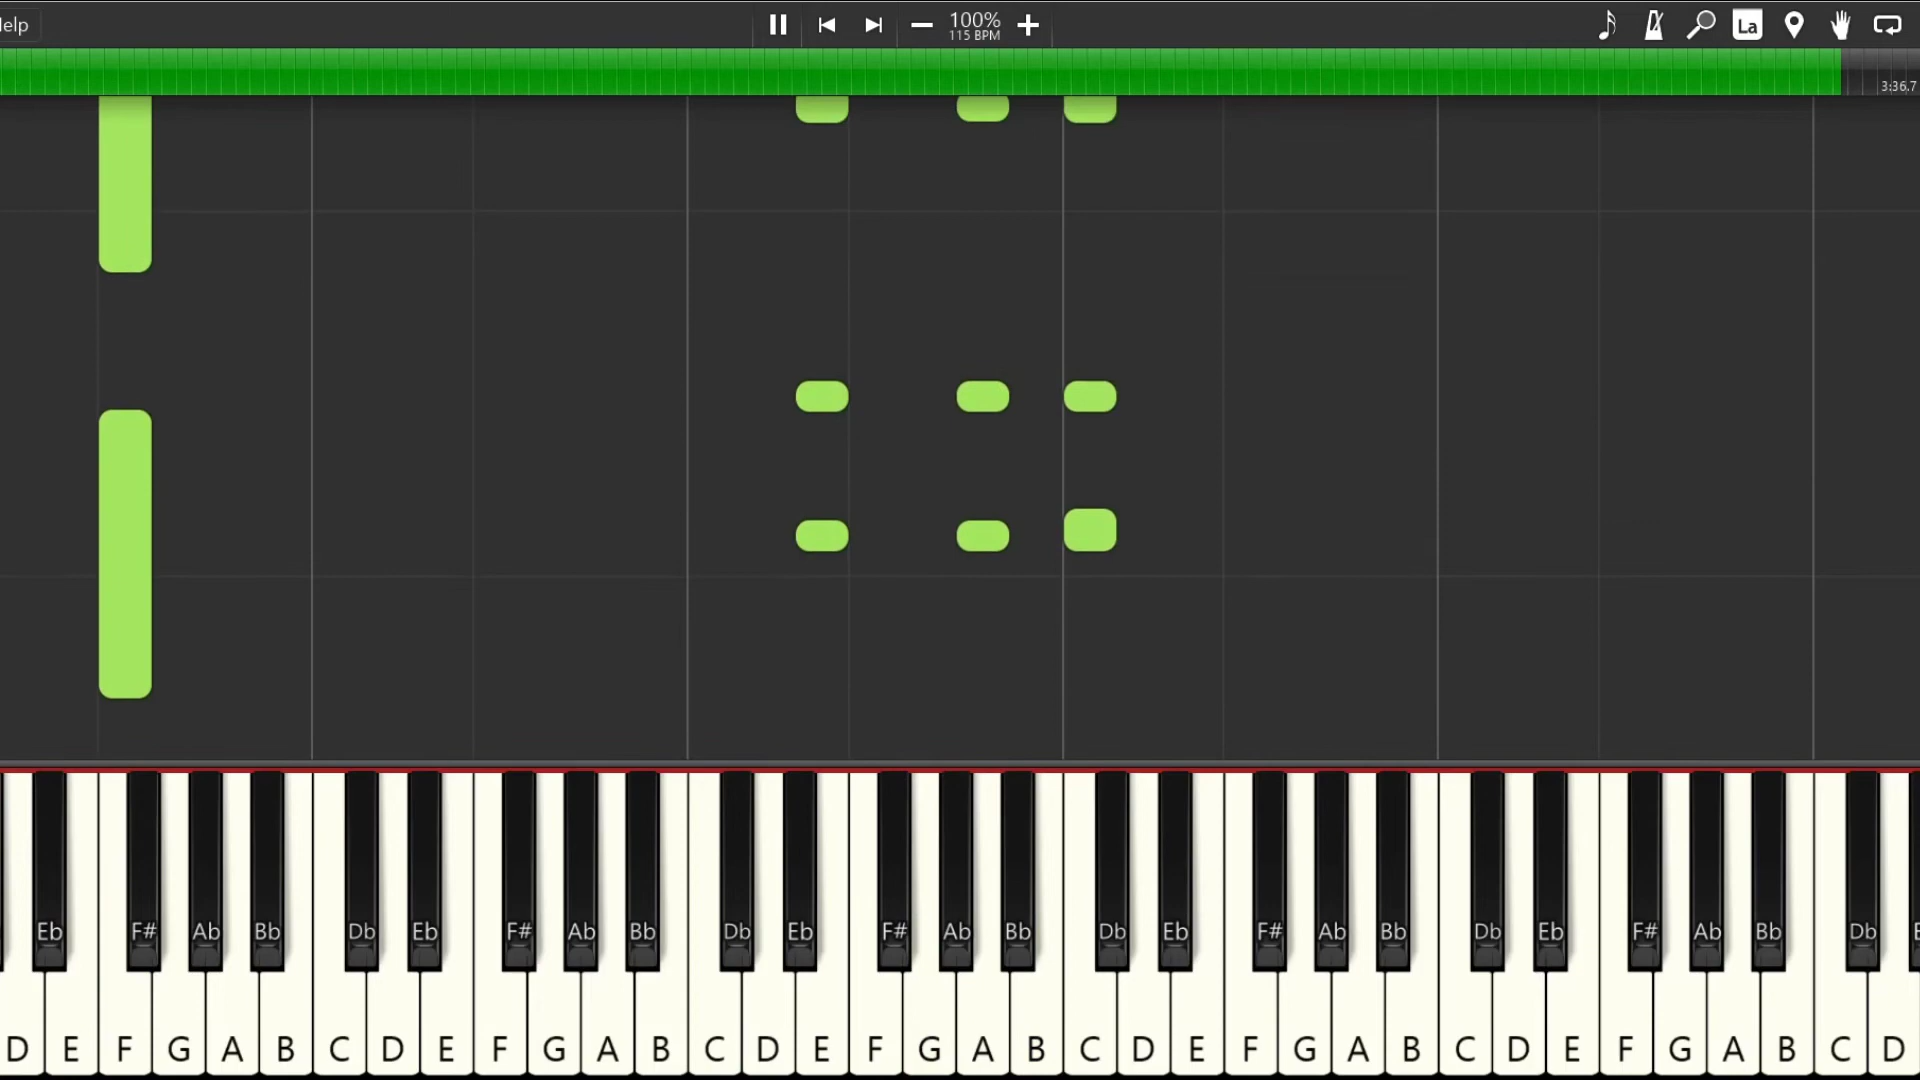 elp
100%
115 BPM
La
3:36.7
Eb F# Ab Bb Db Eb F# Ab Bb Db Eb F# Ab Bb Db Eb F# Ab Bb Db Eb F# Ab Bb Db E
D E F G A B C D E F G A B C D E F G A B C D E F G A B C D E F G A B C D